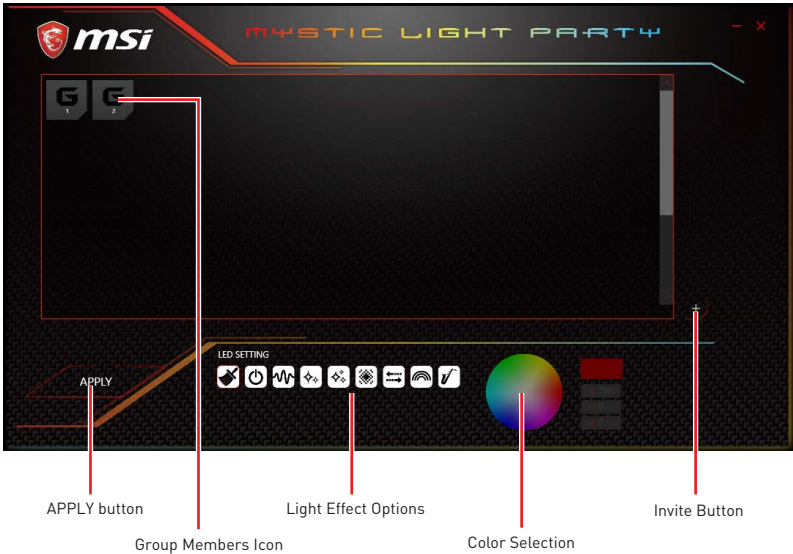 msi
MYSTIC LIGHT PARTY
G
1
G
2
LED SETTING
APPLY
APPLY button
Light Effect Options
Invite Button
Group Members Icon
Color Selection